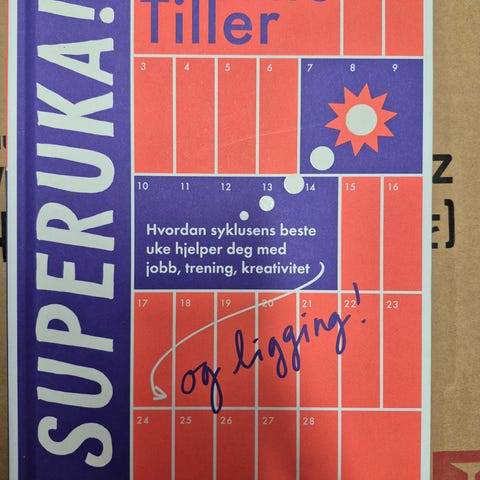 SUPERUKA!
Tiller
3 4 5 6 7 8 9
10 11 12 13 14 15 16
Hvordan syklusens beste
uke hjelper deg med
jobb, trening, kreativitet
17 18 19 20 21 22 23
og ligging!
24 25 26 27 28